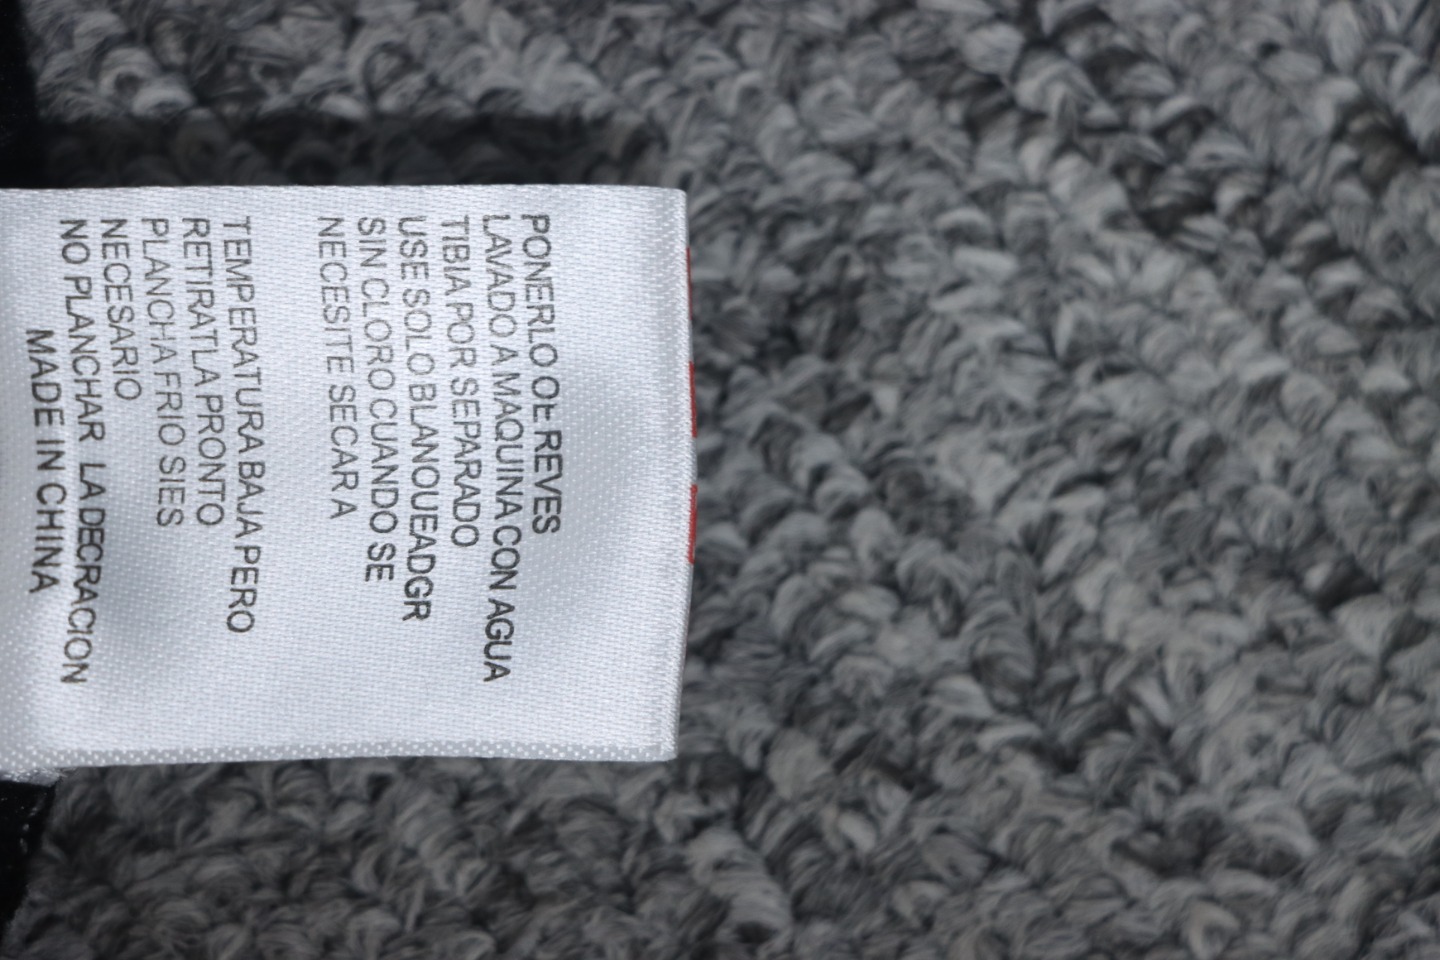 PONERLO OE REVES
LAVADO A MAQUINA CON AGUA
TIBIA POR SEPARADO
USE SOLO BLANQUEADGR
SIN CLORO CUANDO SE
NECESITE SECAR A
TEMPERATURA BAJA PERO
RETIRATLA PRONTO
PLANCHA FRIO SIES
NECESARIO
NO PLANCHAR LA DECRACION
MADE IN CHINA